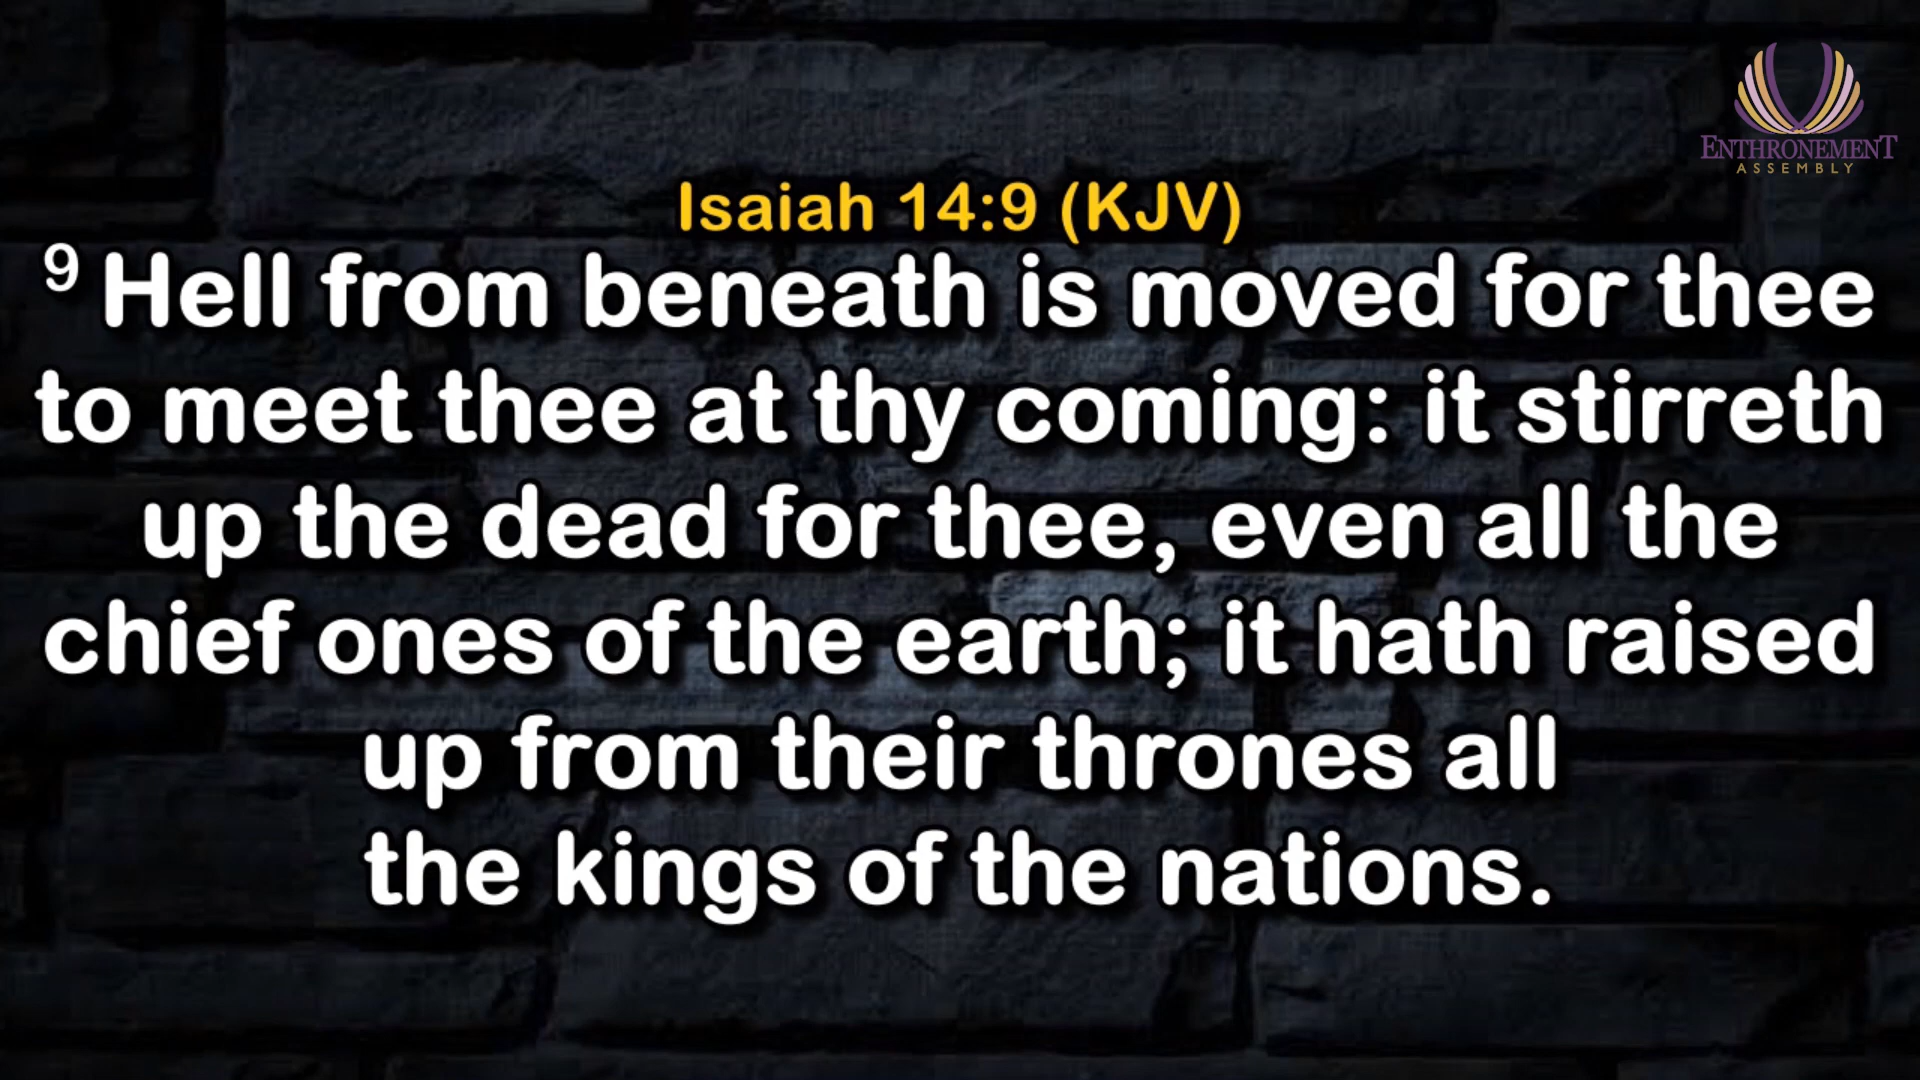 ENTHRONEMENT
ASSEMBLY
Isaiah 14:9 (KJV)
9 Hell from beneath is moved for thee
to meet thee at thy coming: it stirreth
up the dead for thee, even all the
chief ones of the earth; it hath raised
up from their thrones all
the kings of the nations.